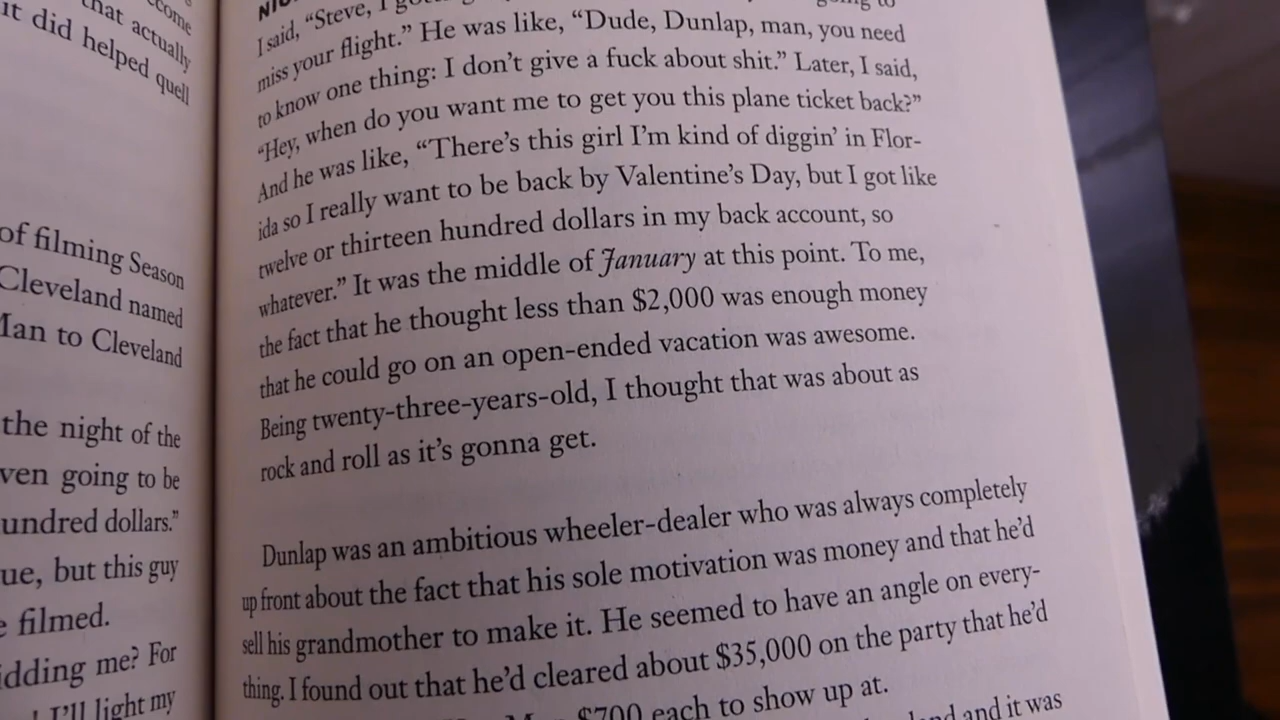 come
that actually
it did helped quell
of filming Season
Cleveland named
Man to Cleveland
the night of the
ven going to be
undred dollars.”
ue, but this guy
e filmed.
idding me? For
I’ll light my
I said, “Steve, I
miss your flight.” He was like, “Dude, Dunlap, man, you need
to know one thing: I don’t give a fuck about shit.” Later, I said,
“Hey, when do you want me to get you this plane ticket back?”
And he was like, “There’s this girl I’m kind of diggin’ in Flor-
ida so I really want to be back by Valentine’s Day, but I got like
twelve or thirteen hundred dollars in my back account, so
whatever.” It was the middle of January at this point. To me,
the fact that he thought less than $2,000 was enough money
that he could go on an open-ended vacation was awesome.
Being twenty-three-years-old, I thought that was about as
rock and roll as it’s gonna get.
Dunlap was an ambitious wheeler-dealer who was always completely
up front about the fact that his sole motivation was money and that he’d
sell his grandmother to make it. He seemed to have an angle on every-
thing. I found out that he’d cleared about $35,000 on the party that he’d
$700 each to show up at.
and it was